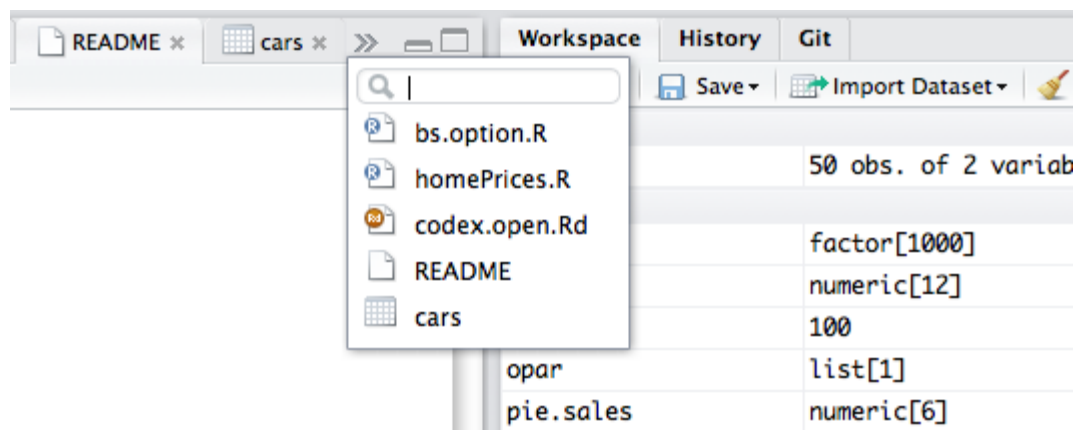 README cars
Workspace History Git
Save Import Dataset
bs.option.R
homePrices.R
codex.open.Rd
README
cars
50 obs. of 2 variab
factor[1000]
numeric[12]
100
opar list[1]
pie.sales numeric[6]